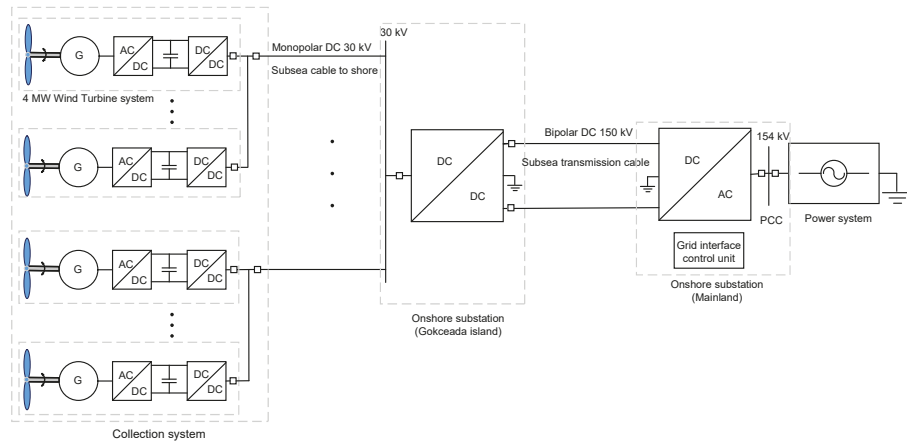 G
AC
DC
DC
DC
4 MW Wind Turbine system
G
AC
DC
DC
DC
G
AC
DC
DC
DC
G
AC
DC
DC
DC
Collection system
Monopolar DC 30 kV
Subsea cable to shore
30 kV
DC
DC
Onshore substation
(Gokceada island)
Bipolar DC 150 kV
Subsea transmission cable
DC
AC
Grid interface
control unit
Onshore substation
(Mainland)
154 kV
PCC
Power system